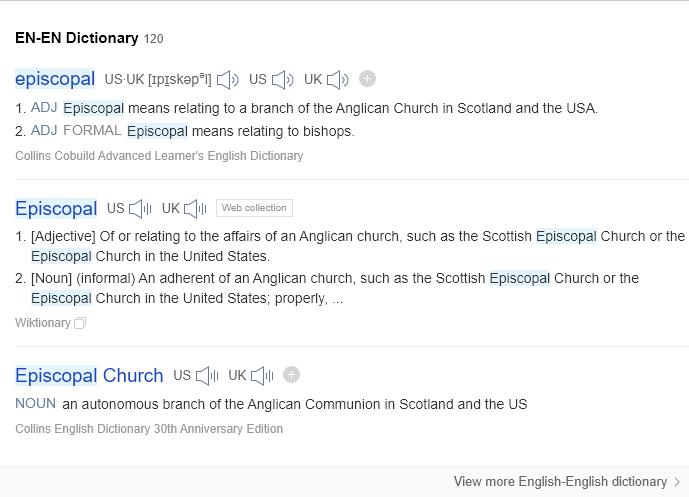 EN-EN Dictionary 120
episcopal US·UK [ɪpɪskəpᵊl] US UK
1. ADJ Episcopal means relating to a branch of the Anglican Church in Scotland and the USA.
2. ADJ FORMAL Episcopal means relating to bishops.
Collins Cobuild Advanced Learner's English Dictionary
Episcopal US UK Web collection
1. [Adjective] Of or relating to the affairs of an Anglican church, such as the Scottish Episcopal Church or the
Episcopal Church in the United States.
2. [Noun] (informal) An adherent of an Anglican church, such as the Scottish Episcopal Church or the
Episcopal Church in the United States; properly, ...
Wiktionary
Episcopal Church US UK
NOUN an autonomous branch of the Anglican Communion in Scotland and the US
Collins English Dictionary 30th Anniversary Edition
View more English-English dictionary